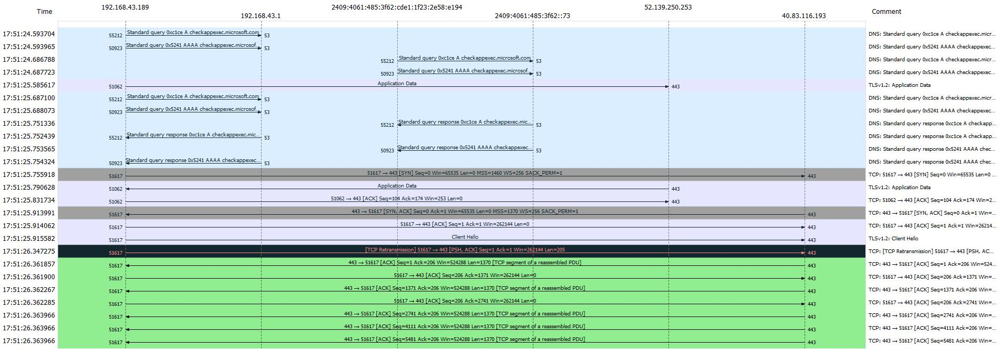 192.168.43.189 2409:4061:485:3f62:cde1:1f23:2e58:e194 52.139.250.253
Time 192.168.43.1 2409:4061:485:3f62::73 40.83.116.193 Comment
17:51:24.593704 55212 Standard query 0xc1ce A checkappexec.microsoft.com 53 DNS: Standard query 0xc1ce A checkappexec.micr...
17:51:24.593965 50923 Standard query 0x5241 AAAA checkappexec.microsof... 53 DNS: Standard query 0x5241 AAAA checkappexec...
17:51:24.686788 55212 Standard query 0xc1ce A checkappexec.microsoft.com 53 DNS: Standard query 0xc1ce A checkappexec.micr...
17:51:24.687723 50923 Standard query 0x5241 AAAA checkappexec.microsof... 53 DNS: Standard query 0x5241 AAAA checkappexec...
17:51:25.585617 51062 Application Data 443 TLSv1.2: Application Data
17:51:25.687100 55212 Standard query 0xc1ce A checkappexec.microsoft.com 53 DNS: Standard query 0xc1ce A checkappexec.micr...
17:51:25.688073 50923 Standard query 0x5241 AAAA checkappexec.microsof... 53 DNS: Standard query 0x5241 AAAA checkappexec...
17:51:25.751336 55212 Standard query response 0xc1ce A checkappexec.mic... 53 DNS: Standard query response 0xc1ce A checkapp...
17:51:25.752439 55212 Standard query response 0xc1ce A checkappexec.mic... 53 DNS: Standard query response 0xc1ce A checkapp...
17:51:25.753565 50923 Standard query response 0x5241 AAAA checkappexec... 53 DNS: Standard query response 0x5241 AAAA chec...
17:51:25.754324 50923 Standard query response 0x5241 AAAA checkappexec... 53 DNS: Standard query response 0x5241 AAAA chec...
17:51:25.755918 51617 51617 → 443 [SYN] Seq=0 Win=65535 Len=0 MSS=1460 WS=256 SACK_PERM=1 443 TCP: 51617 → 443 [SYN] Seq=0 Win=65535 Len=0 ...
17:51:25.790628 51062 Application Data 443 TLSv1.2: Application Data
17:51:25.831734 51062 51062 → 443 [ACK] Seq=104 Ack=174 Win=253 Len=0 443 TCP: 51062 → 443 [ACK] Seq=104 Ack=174 Win=2...
17:51:25.913991 51617 443 → 51617 [SYN, ACK] Seq=0 Ack=1 Win=65535 Len=0 MSS=1370 WS=256 SACK_PERM=1 443 TCP: 443 → 51617 [SYN, ACK] Seq=0 Ack=1 Win=...
17:51:25.914062 51617 51617 → 443 [ACK] Seq=1 Ack=1 Win=262144 Len=0 443 TCP: 51617 → 443 [ACK] Seq=1 Ack=1 Win=26214...
17:51:25.915582 51617 Client Hello 443 TLSv1.2: Client Hello
17:51:26.347275 51617 [TCP Retransmission] 51617 → 443 [PSH, ACK] Seq=1 Ack=1 Win=262144 Len=205 443 TCP: [TCP Retransmission] 51617 → 443 [PSH, AC...
17:51:26.361857 51617 443 → 51617 [ACK] Seq=1 Ack=206 Win=524288 Len=1370 [TCP segment of a reassembled PDU] 443 TCP: 443 → 51617 [ACK] Seq=1 Ack=206 Win=524...
17:51:26.361900 51617 51617 → 443 [ACK] Seq=206 Ack=1371 Win=262144 Len=0 443 TCP: 51617 → 443 [ACK] Seq=206 Ack=1371 Win=...
17:51:26.362267 51617 443 → 51617 [ACK] Seq=1371 Ack=206 Win=524288 Len=1370 [TCP segment of a reassembled PDU] 443 TCP: 443 → 51617 [ACK] Seq=1371 Ack=206 Win=...
17:51:26.362285 51617 51617 → 443 [ACK] Seq=206 Ack=2741 Win=262144 Len=0 443 TCP: 51617 → 443 [ACK] Seq=206 Ack=2741 Win=...
17:51:26.363966 51617 443 → 51617 [ACK] Seq=2741 Ack=206 Win=524288 Len=1370 [TCP segment of a reassembled PDU] 443 TCP: 443 → 51617 [ACK] Seq=2741 Ack=206 Win=...
17:51:26.363966 51617 443 → 51617 [ACK] Seq=4111 Ack=206 Win=524288 Len=1370 [TCP segment of a reassembled PDU] 443 TCP: 443 → 51617 [ACK] Seq=4111 Ack=206 Win=...
17:51:26.363966 51617 443 → 51617 [ACK] Seq=5481 Ack=206 Win=524288 Len=1370 [TCP segment of a reassembled PDU] 443 TCP: 443 → 51617 [ACK] Seq=5481 Ack=206 Win=...